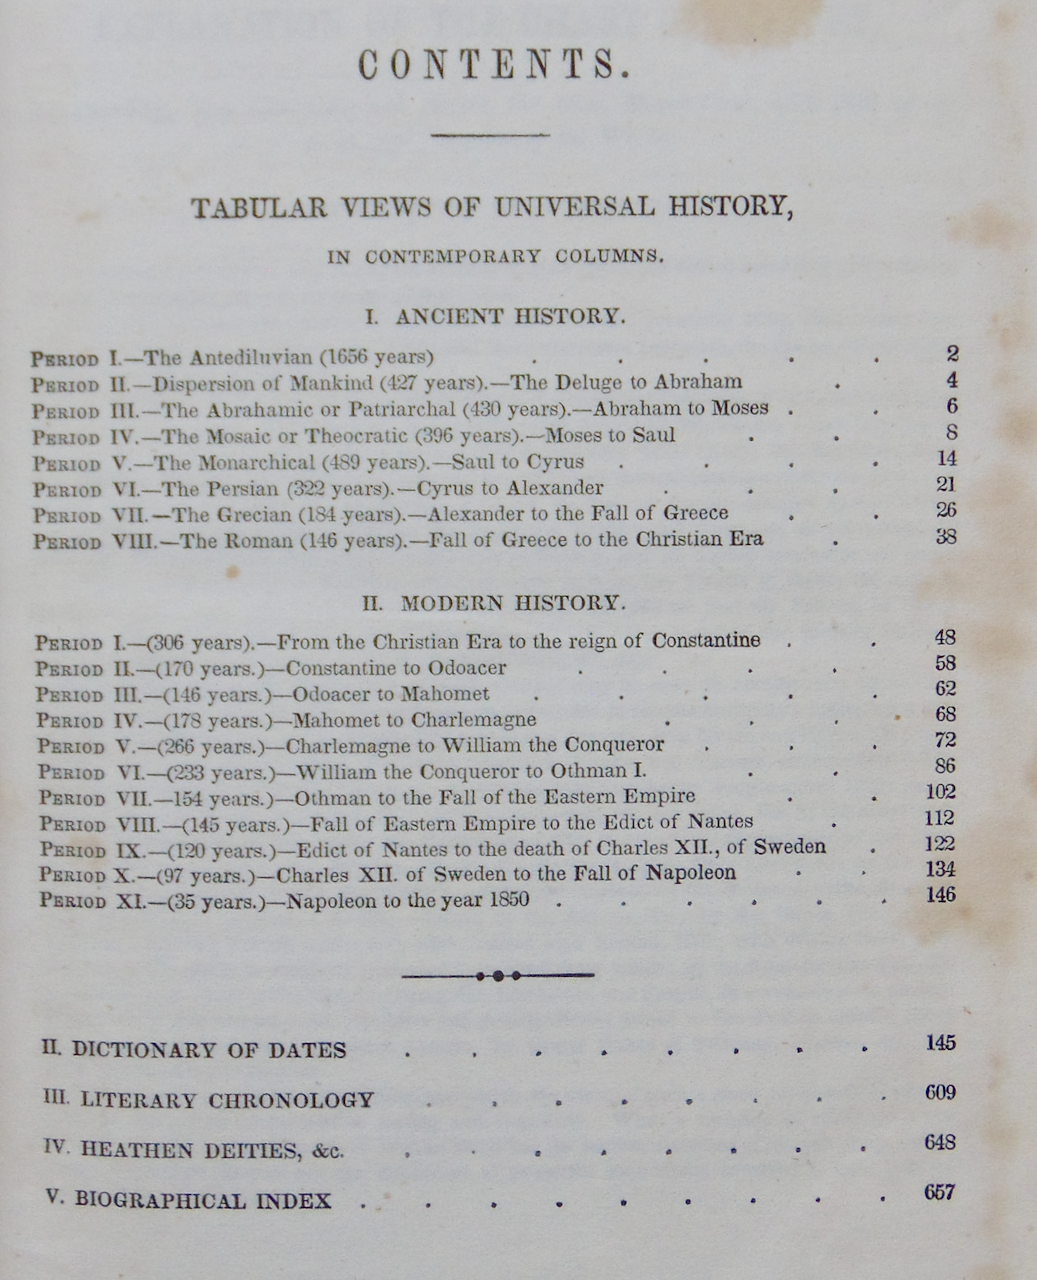 CONTENTS.
TABULAR VIEWS OF UNIVERSAL HISTORY,
IN CONTEMPORARY COLUMNS.
I. ANCIENT HISTORY.
PERIOD I.—The Antediluvian (1656 years) . . . . . 2
PERIOD II.—Dispersion of Mankind (427 years).—The Deluge to Abraham . 4
PERIOD III.—The Abrahamic or Patriarchal (430 years).—Abraham to Moses . . 6
PERIOD IV.—The Mosaic or Theocratic (396 years).—Moses to Saul . . 8
PERIOD V.—The Monarchical (489 years).—Saul to Cyrus . . . . 14
PERIOD VI.—The Persian (322 years).—Cyrus to Alexander . . . 21
PERIOD VII.—The Grecian (184 years).—Alexander to the Fall of Greece . . 26
PERIOD VIII.—The Roman (146 years).—Fall of Greece to the Christian Era . 38
II. MODERN HISTORY.
PERIOD I.—(306 years).—From the Christian Era to the reign of Constantine . . 48
PERIOD II.—(170 years.)—Constantine to Odoacer . . . . 58
PERIOD III.—(146 years.)—Odoacer to Mahomet . . . . . 62
PERIOD IV.—(178 years.)—Mahomet to Charlemagne . . . . 68
PERIOD V.—(266 years.)—Charlemagne to William the Conqueror . . . 72
PERIOD VI.—(233 years.)—William the Conqueror to Othman I. . . 86
PERIOD VII.—154 years.)—Othman to the Fall of the Eastern Empire . . 102
PERIOD VIII.—(145 years.)—Fall of Eastern Empire to the Edict of Nantes . 112
PERIOD IX.—(120 years.)—Edict of Nantes to the death of Charles XII., of Sweden . 122
PERIOD X.—(97 years.)—Charles XII. of Sweden to the Fall of Napoleon . . 134
PERIOD XI.—(35 years.)—Napoleon to the year 1850 . . . . . . 146
II. DICTIONARY OF DATES . . . . . . . . 145
III. LITERARY CHRONOLOGY . . . . . . . . 609
IV. HEATHEN DEITIES, &c. . . . . . . . . 648
V. BIOGRAPHICAL INDEX . . . . . . . . . 657